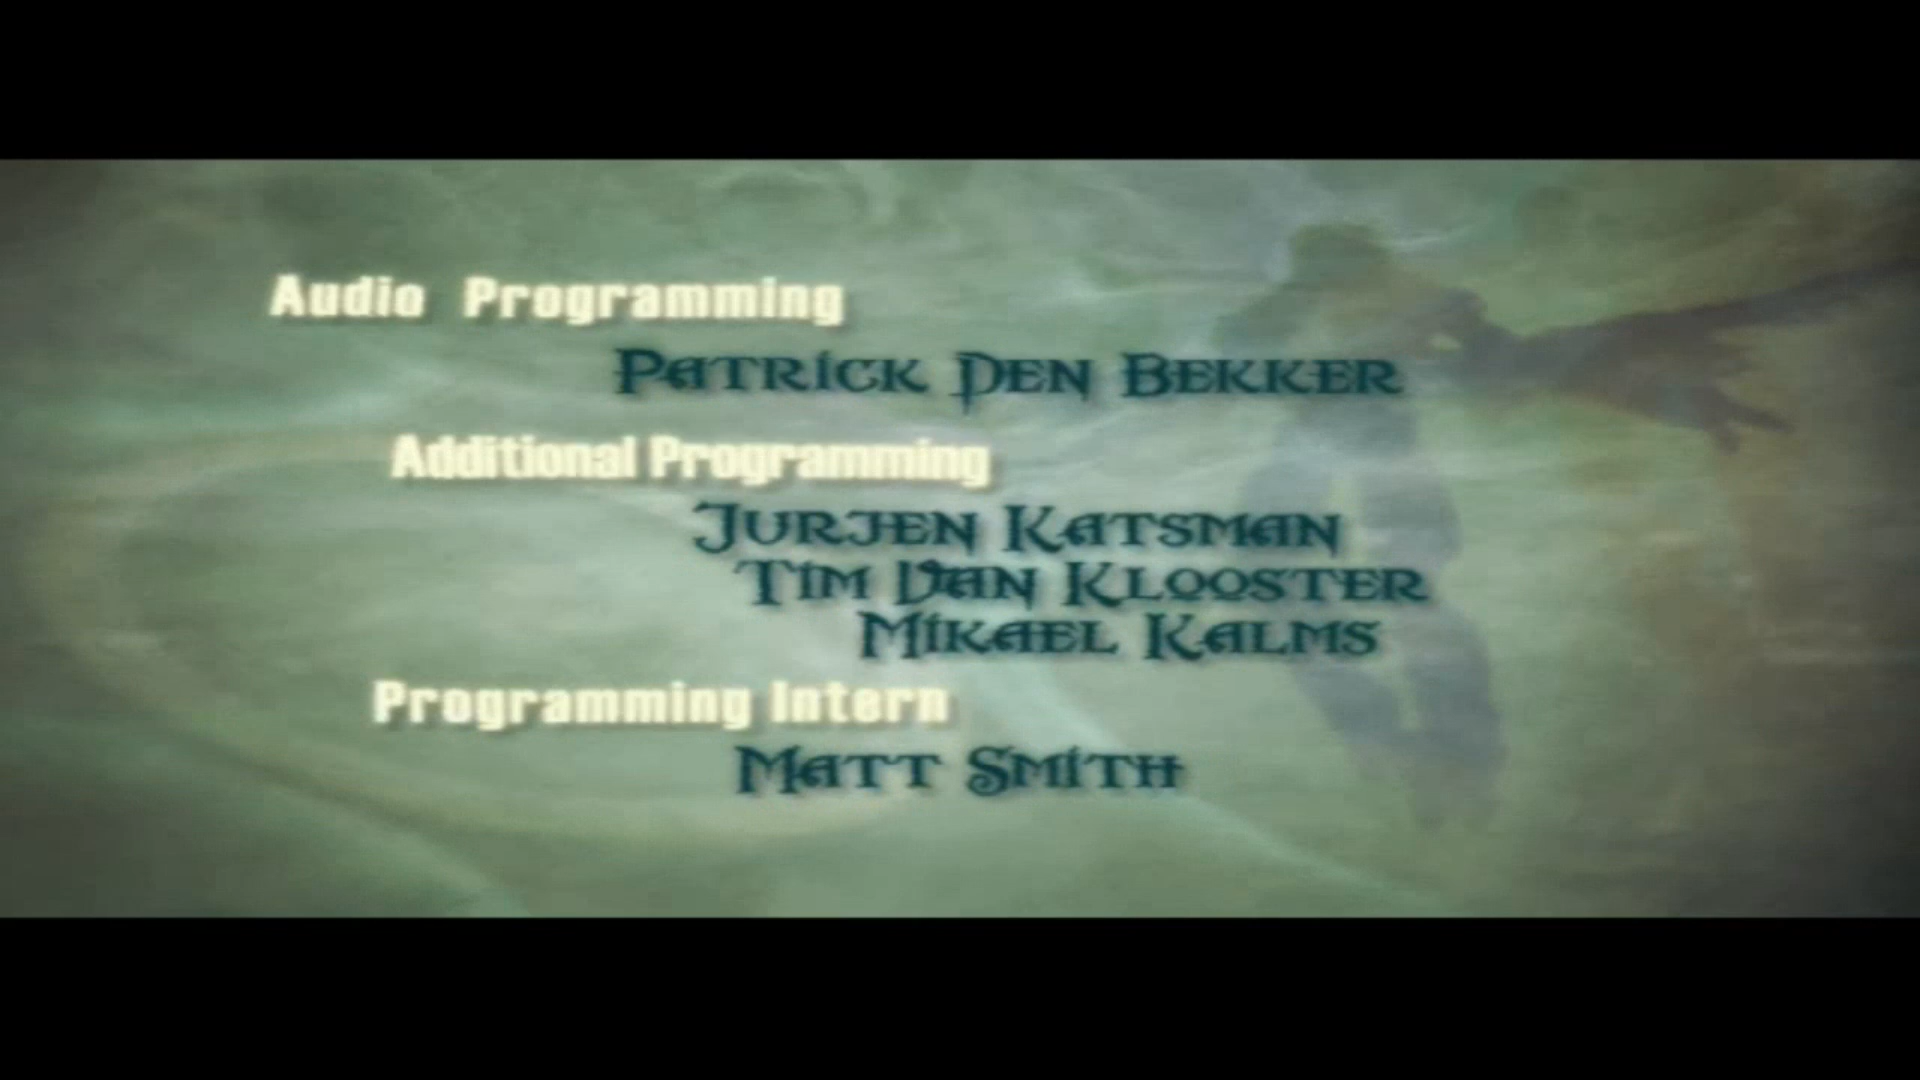 Audio Programming
Patrick Den Bekker
Additional Programming
Jurjen Katsman
Tim Van Klooster
Mikael Kalms
Programming Intern
Matt Smith